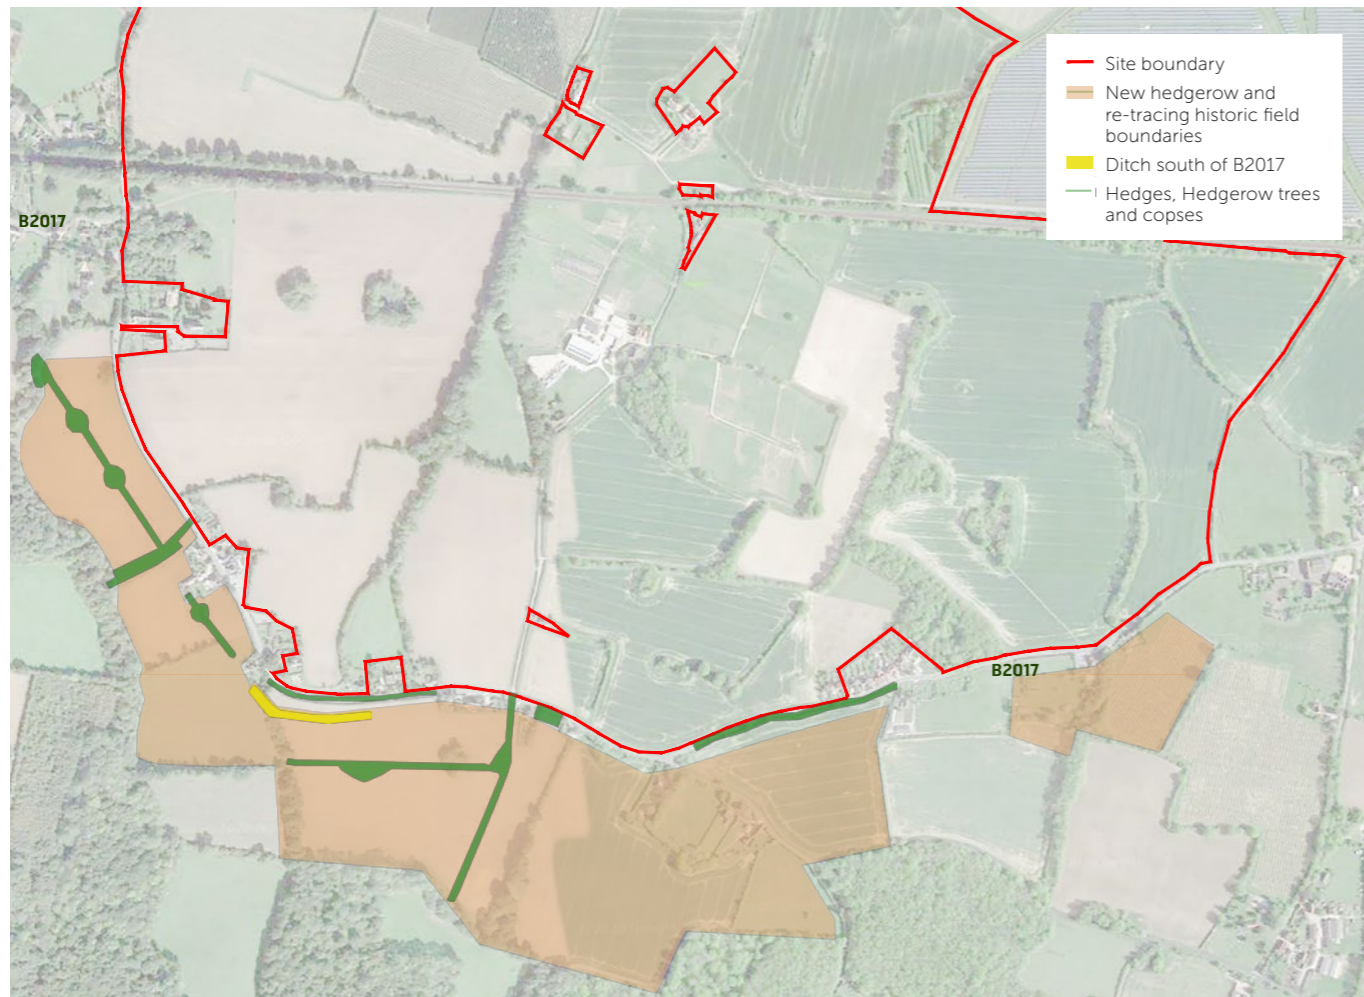 Site boundary
New hedgerow and
re-tracing historic field
boundaries
Ditch south of B2017
Hedges, Hedgerow trees
and copses
B2017
B2017